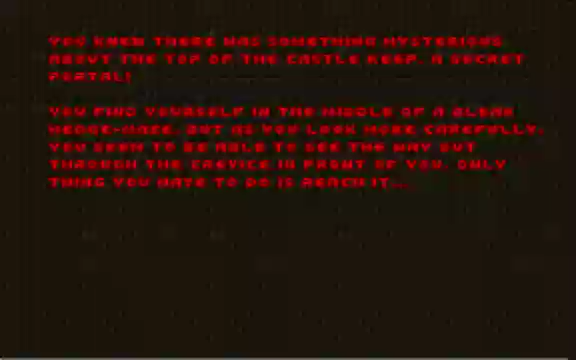 YOU KNEW THERE WAS SOMETHING MYSTERIOUS
ABOUT THE TOP OF THE CASTLE KEEP. A SECRET
PORTAL!
YOU FIND YOURSELF IN THE MIDDLE OF A BLEAK
HEDGE-MAZE, BUT AS YOU LOOK MORE CAREFULLY,
YOU SEEM TO BE ABLE TO SEE THE WAY OUT
THROUGH THE CREVICE IN FRONT OF YOU. ONLY
THING YOU HAVE TO DO IS REACH IT...